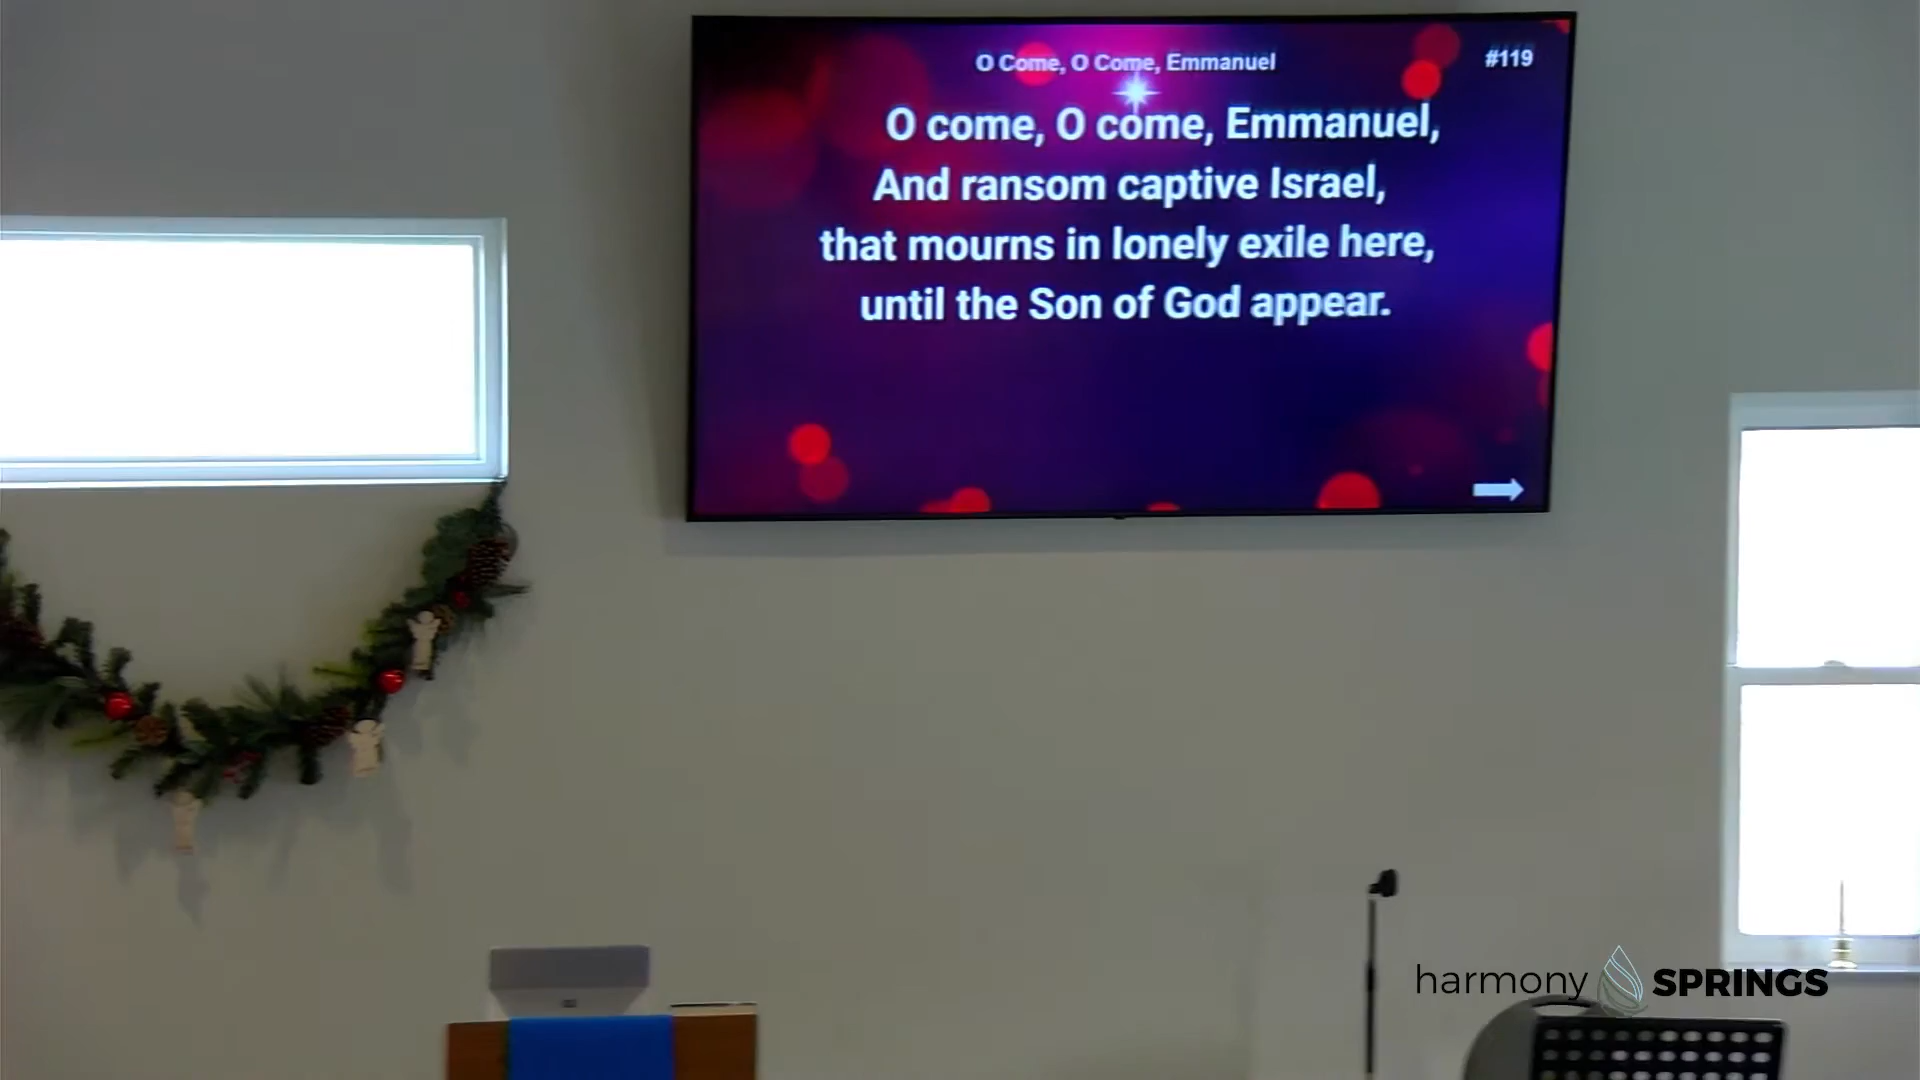 O Come, O Come, Emmanuel
#119
O come, O come, Emmanuel,
And ransom captive Israel,
that mourns in lonely exile here,
until the Son of God appear.
harmony SPRINGS